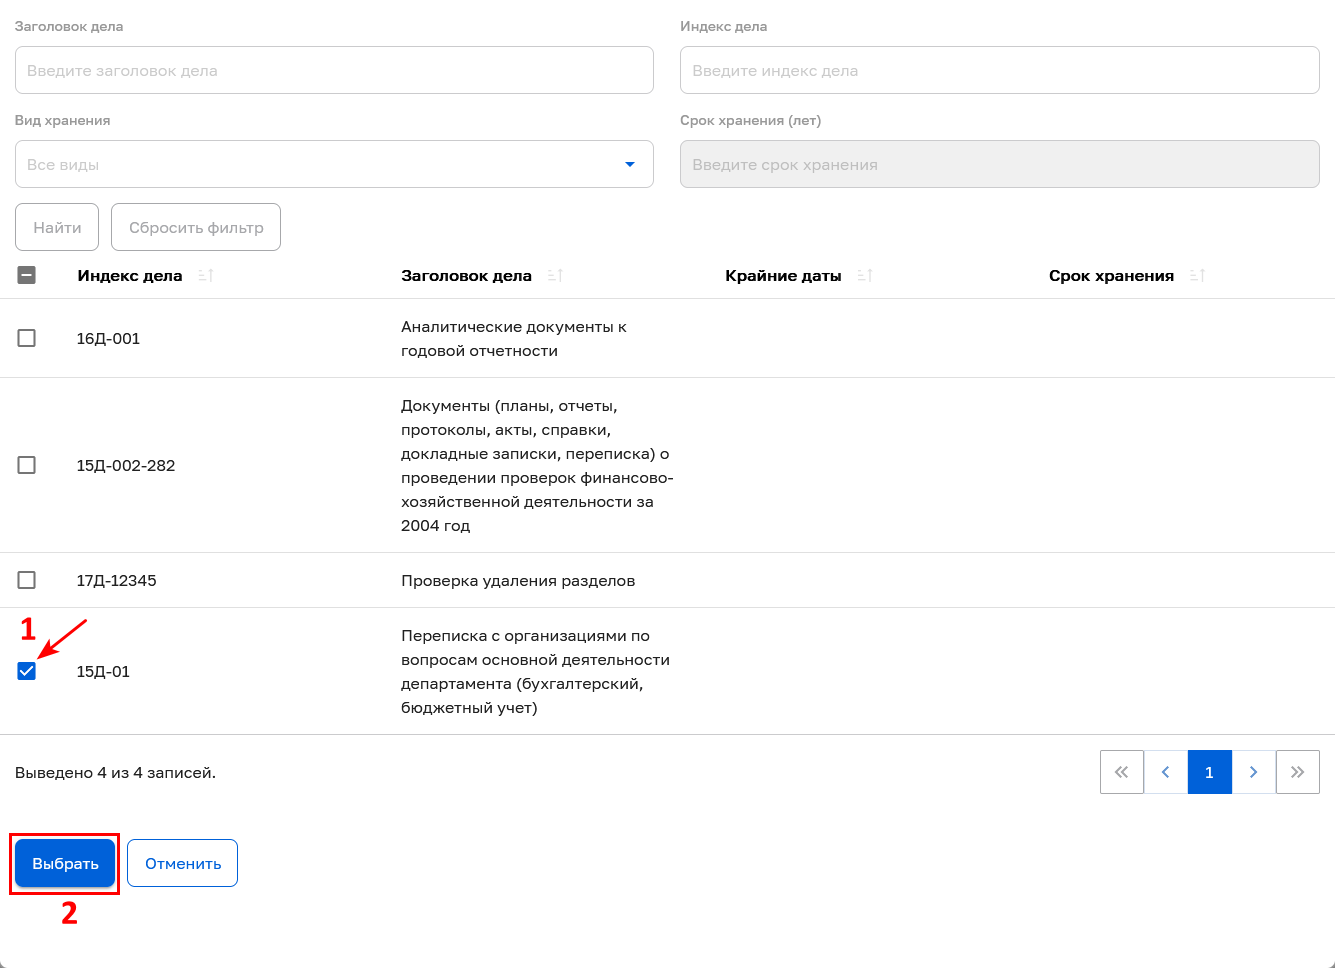 Заголовок дела
Индекс дела
Введите заголовок дела
Введите индекс дела
Вид хранения
Срок хранения (лет)
Все виды
Введите срок хранения
Найти
Сбросить фильтр
Индекс дела
Заголовок дела
Крайние даты
Срок хранения
16Д-001
Аналитические документы к
годовой отчетности
15Д-002-282
Документы (планы, отчеты,
протоколы, акты, справки,
докладные записки, переписка) о
проведении проверок финансово-
хозяйственной деятельности за
2004 год
17Д-12345
Проверка удаления разделов
1
15Д-01
Переписка с организациями по
вопросам основной деятельности
департамента (бухгалтерский,
бюджетный учет)
Выведено 4 из 4 записей.
1
Выбрать
Отменить
2